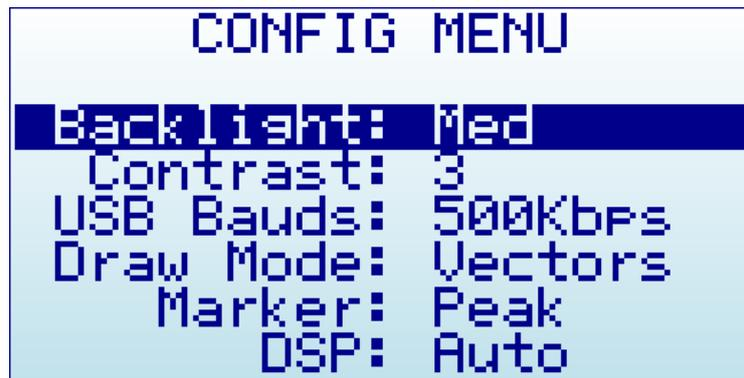 CONFIG MENU
Backlight: Med
Contrast: 3
USB Bauds: 500Kbps
Draw Mode: Vectors
Marker: Peak
DSP: Auto